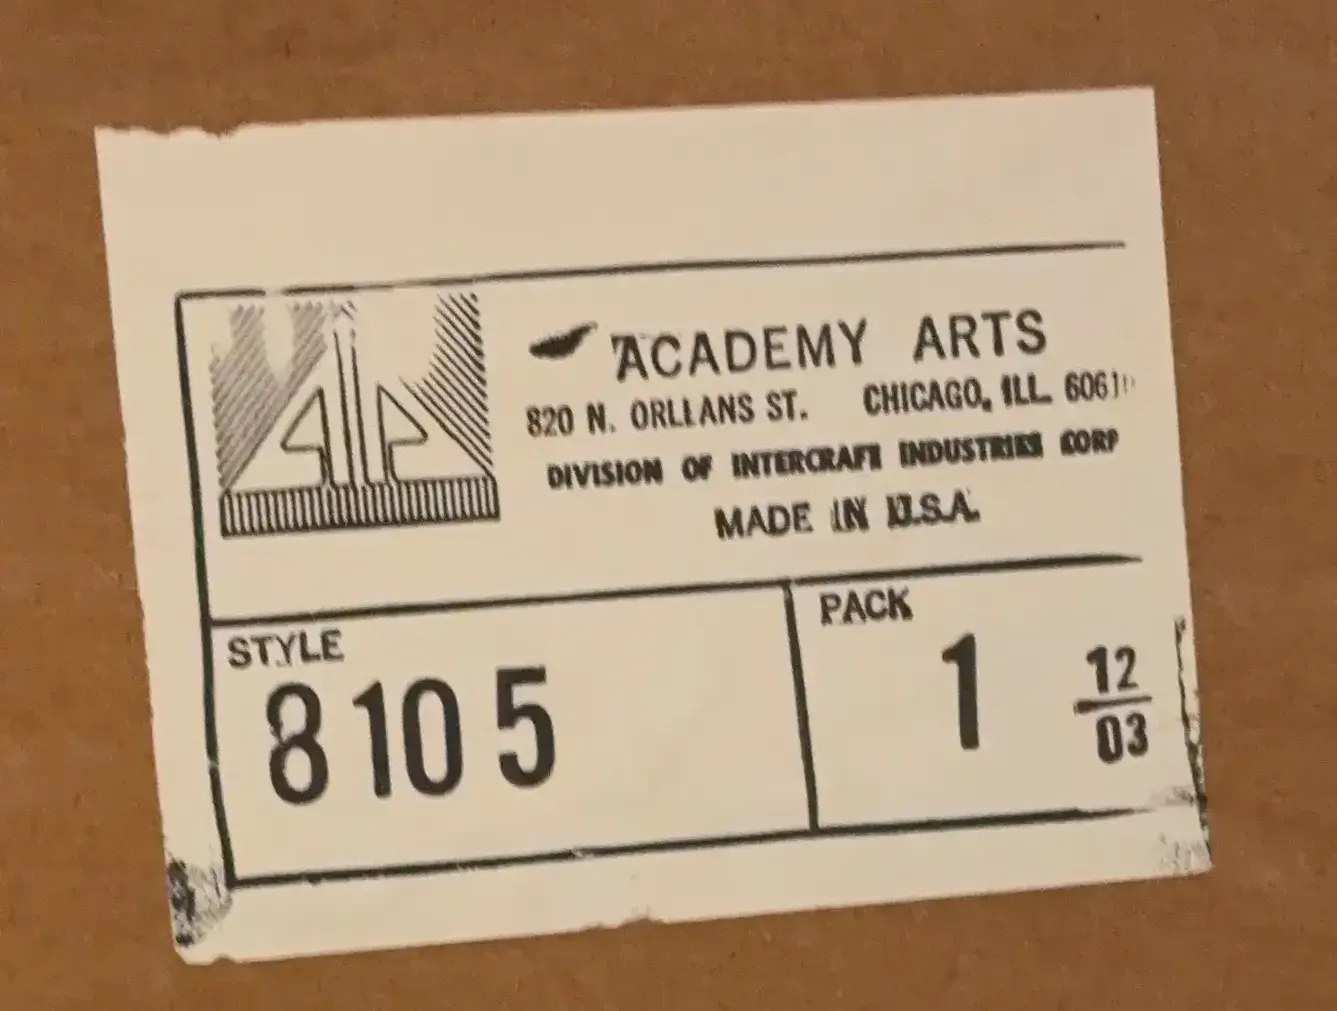 ACADEMY ARTS
820 N. ORLEANS ST. CHICAGO, ILL.
DIVISION OF INTERCRAFT INDUSTRIES CORP
MADE IN U.S.A.
STYLE
8105
PACK
1
12
03